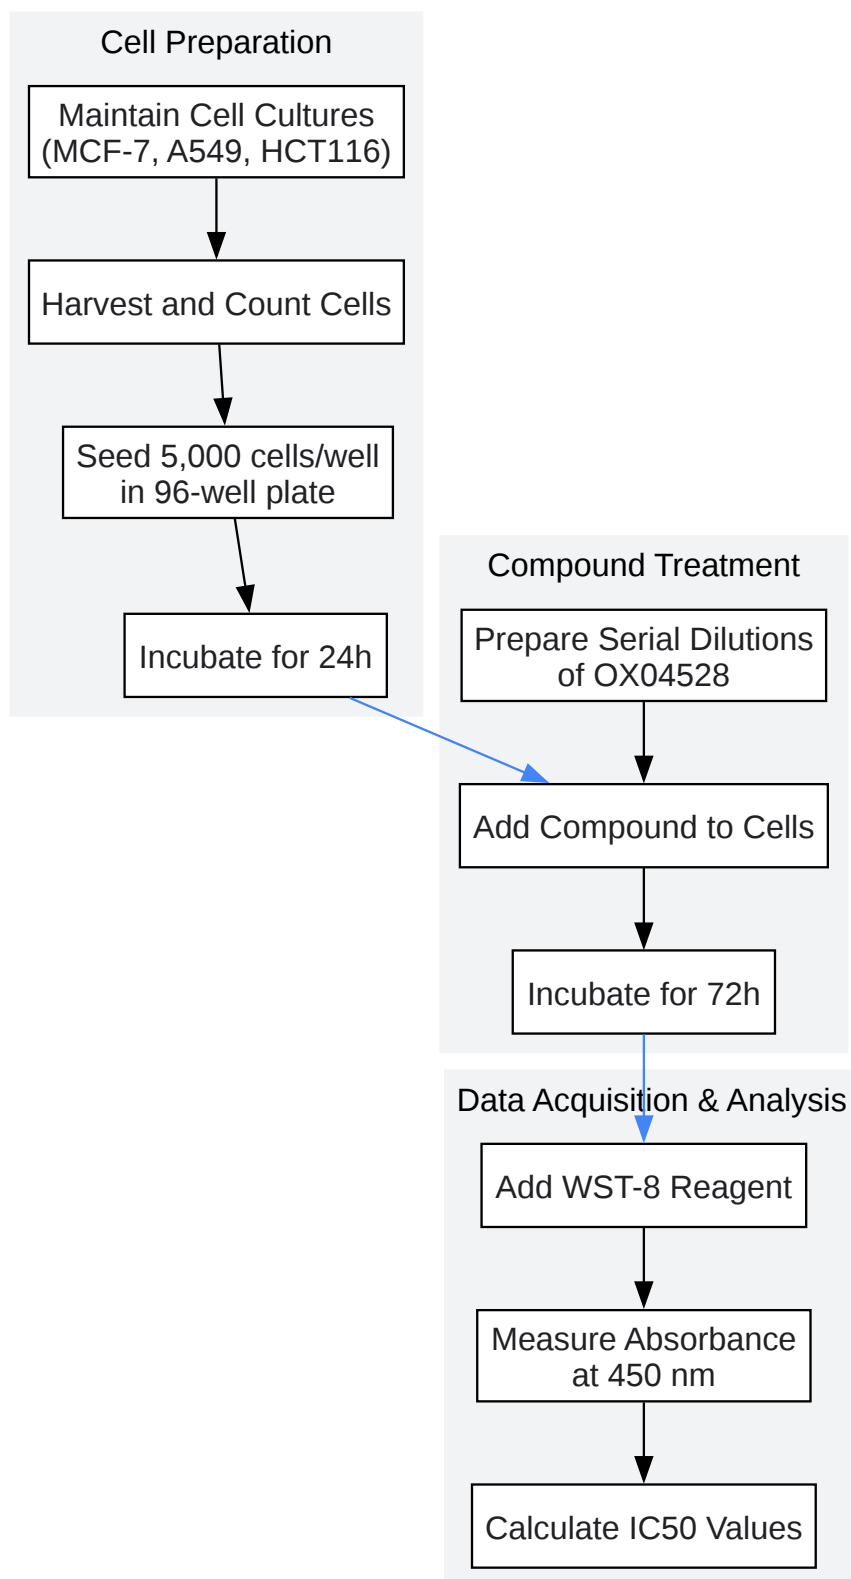 Cell Preparation
Maintain Cell Cultures
(MCF-7, A549, HCT116)
Harvest and Count Cells
Seed 5,000 cells/well
in 96-well plate
Incubate for 24h
Compound Treatment
Prepare Serial Dilutions
of OX04528
Add Compound to Cells
Incubate for 72h
Data Acquisition & Analysis
Add WST-8 Reagent
Measure Absorbance
at 450 nm
Calculate IC50 Values